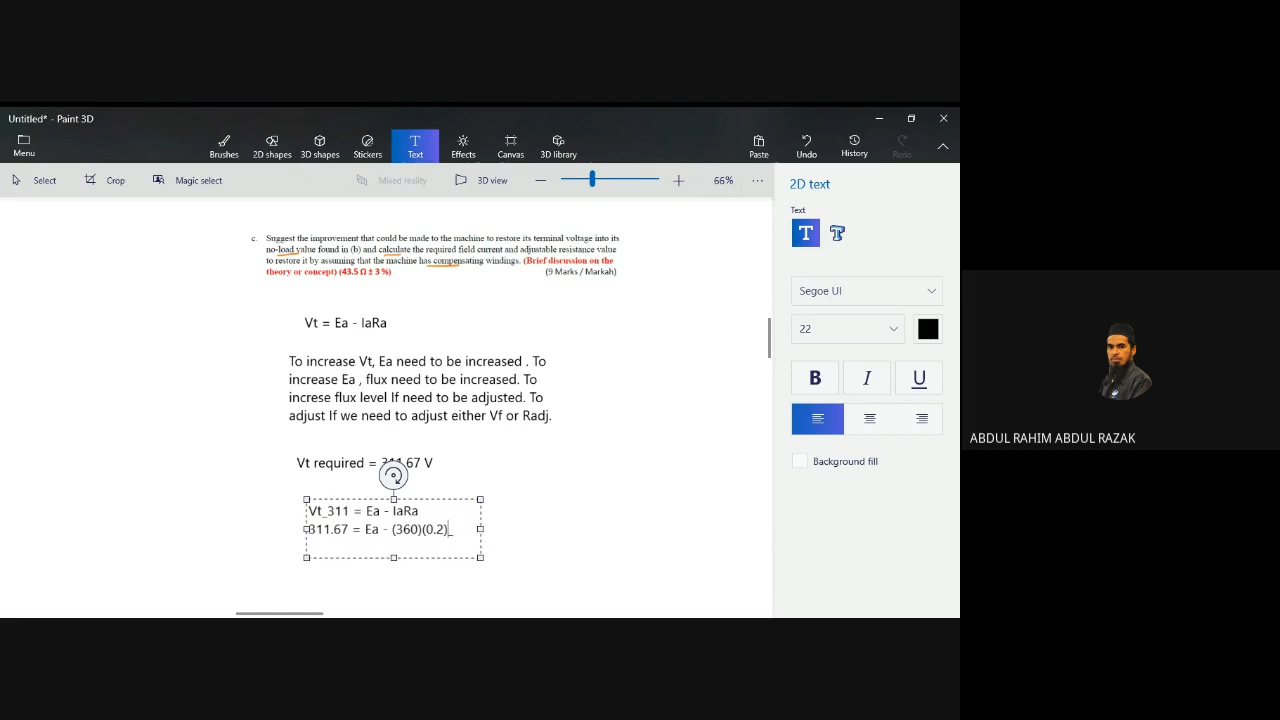 Untitled* - Paint 3D
Menu
Brushes
2D shapes
3D shapes
Stickers
Text
Effects
Canvas
3D library
Paste
Undo
History
Redo
Select
Crop
Magic select
Mixed reality
3D view
66%
2D text
Text
Segoe UI
22
B I U
Background fill
c. Suggest the improvement that could be made to the machine to restore its terminal voltage into its
no-load value found in (b) and calculate the required field current and adjustable resistance value
to restore it by assuming that the machine has compensating windings. (Brief discussion on the
theory or concept) (43.5 Ω ± 3 %) (9 Marks / Markah)
Vt = Ea - IaRa
To increase Vt, Ea need to be increased . To
increase Ea , flux need to be increased. To
increse flux level If need to be adjusted. To
adjust If we need to adjust either Vf or Radj.
Vt required = 311.67 V
Vt_311 = Ea - IaRa
311.67 = Ea - (360)(0.2)_
ABDUL RAHIM ABDUL RAZAK